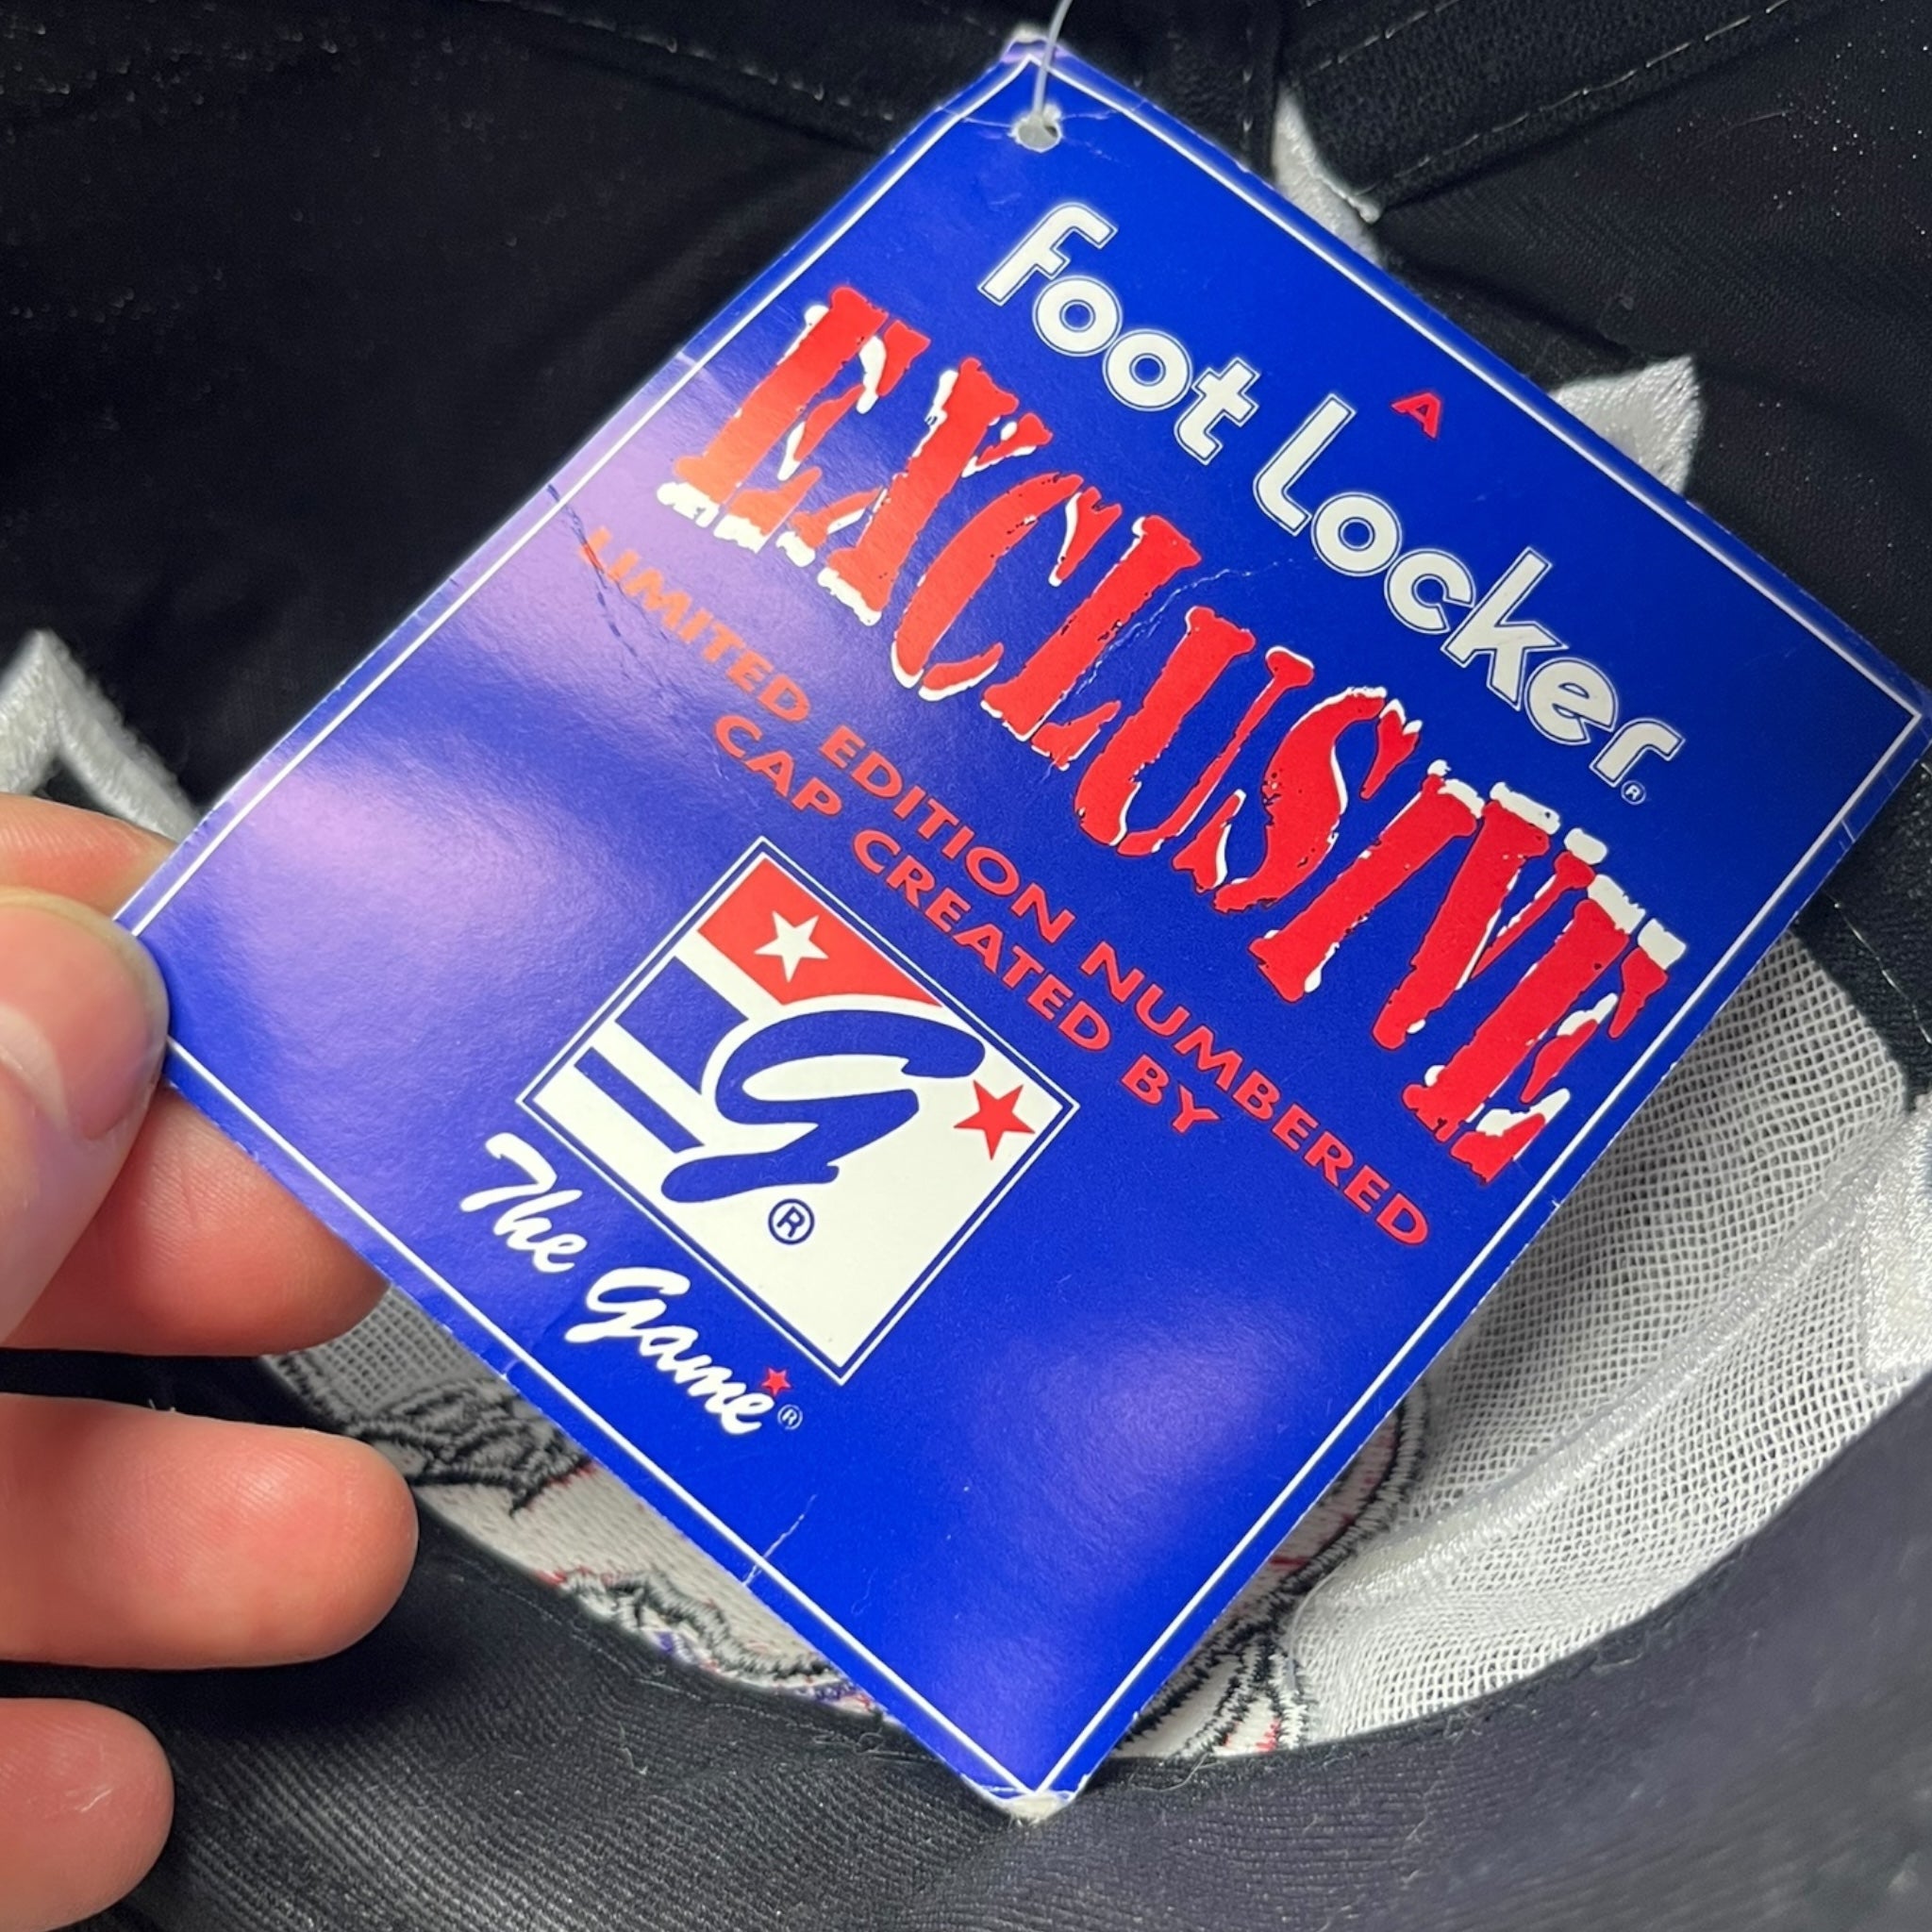 A
Foot Locker®
EXCLUSIVE
LIMITED EDITION NUMBERED
CAP CREATED BY
G®
The Game®